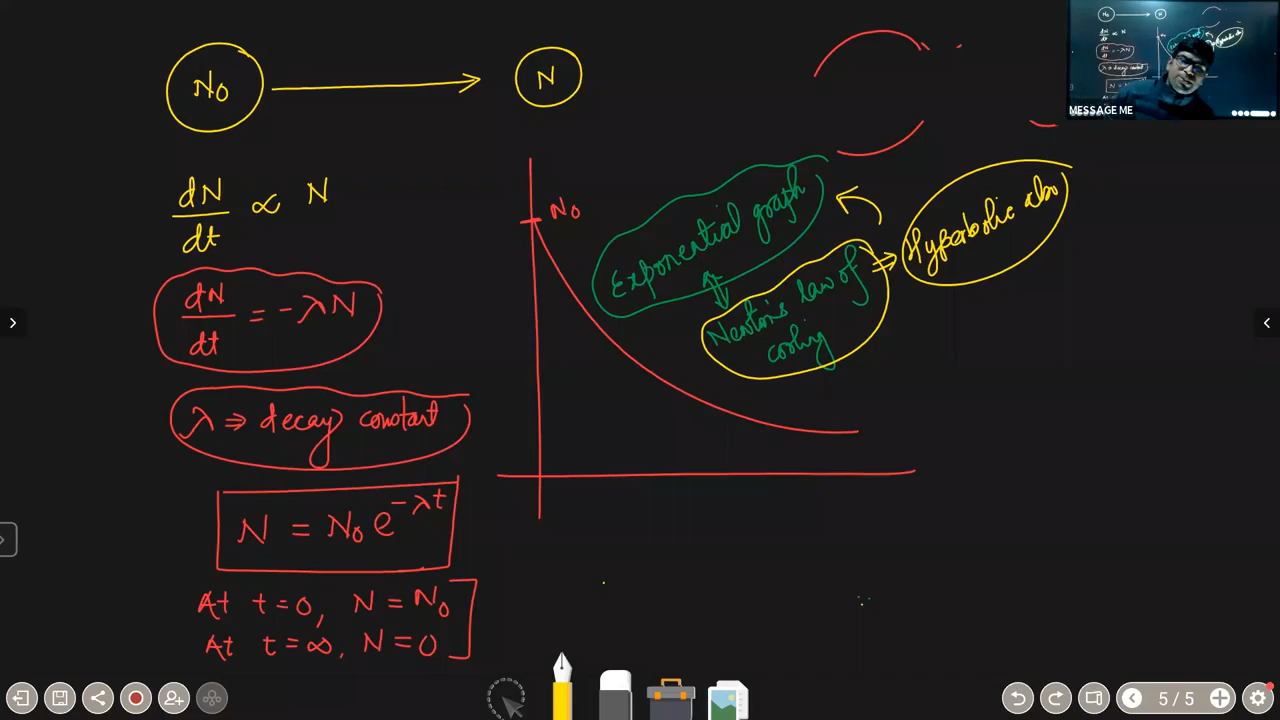 N₀ → N
dN/dt ∝ N
dN/dt = -λN
λ ⇒ decay constant
N = N₀ e^{-λt}
At t=0, N = N₀
At t=∞, N=0
N₀
Exponential graph
Newton's law of
cooling
⇒ Hyperbolic also
MESSAGE ME
5 / 5